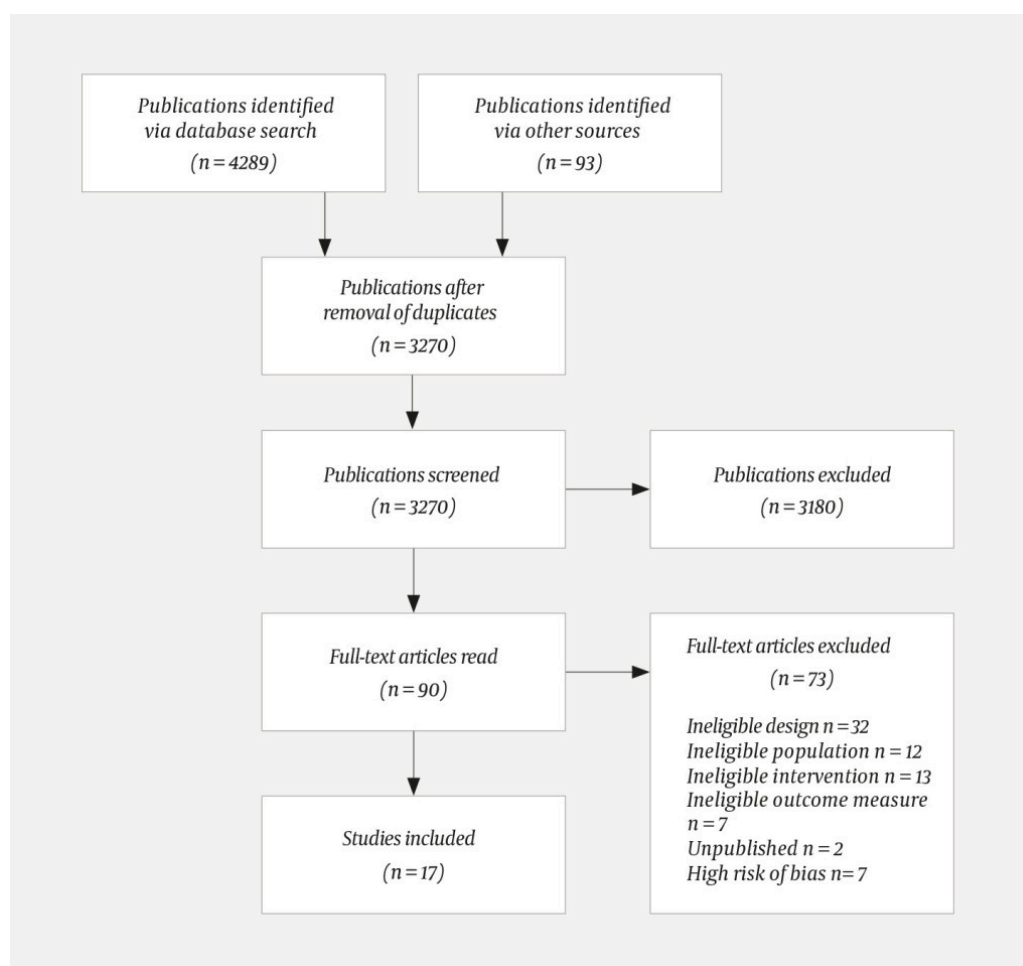 Publications identified
via database search
(n = 4289)
Publications identified
via other sources
(n = 93)
Publications after
removal of duplicates
(n = 3270)
Publications screened
(n = 3270)
Publications excluded
(n = 3180)
Full-text articles read
(n = 90)
Full-text articles excluded
(n = 73)
Ineligible design n = 32
Ineligible population n = 12
Ineligible intervention n = 13
Ineligible outcome measure
n = 7
Unpublished n = 2
High risk of bias n= 7
Studies included
(n = 17)